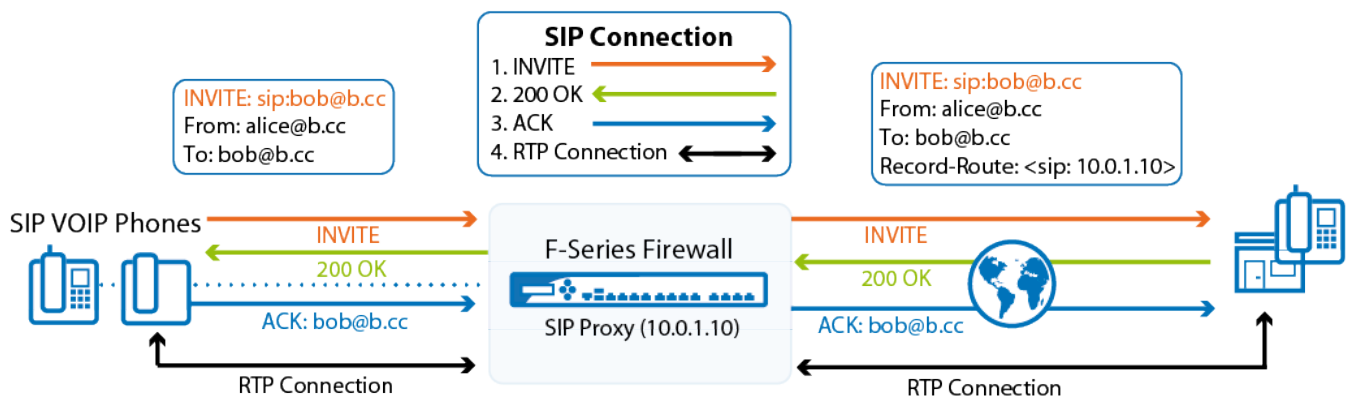 SIP Connection
1. INVITE
2. 200 OK
3. ACK
4. RTP Connection
INVITE: sip:bob@b.cc
From: alice@b.cc
To: bob@b.cc
INVITE: sip:bob@b.cc
From: alice@b.cc
To: bob@b.cc
Record-Route: <sip: 10.0.1.10>
SIP VOIP Phones
INVITE
200 OK
ACK: bob@b.cc
RTP Connection
F-Series Firewall
SIP Proxy (10.0.1.10)
INVITE
200 OK
ACK: bob@b.cc
RTP Connection